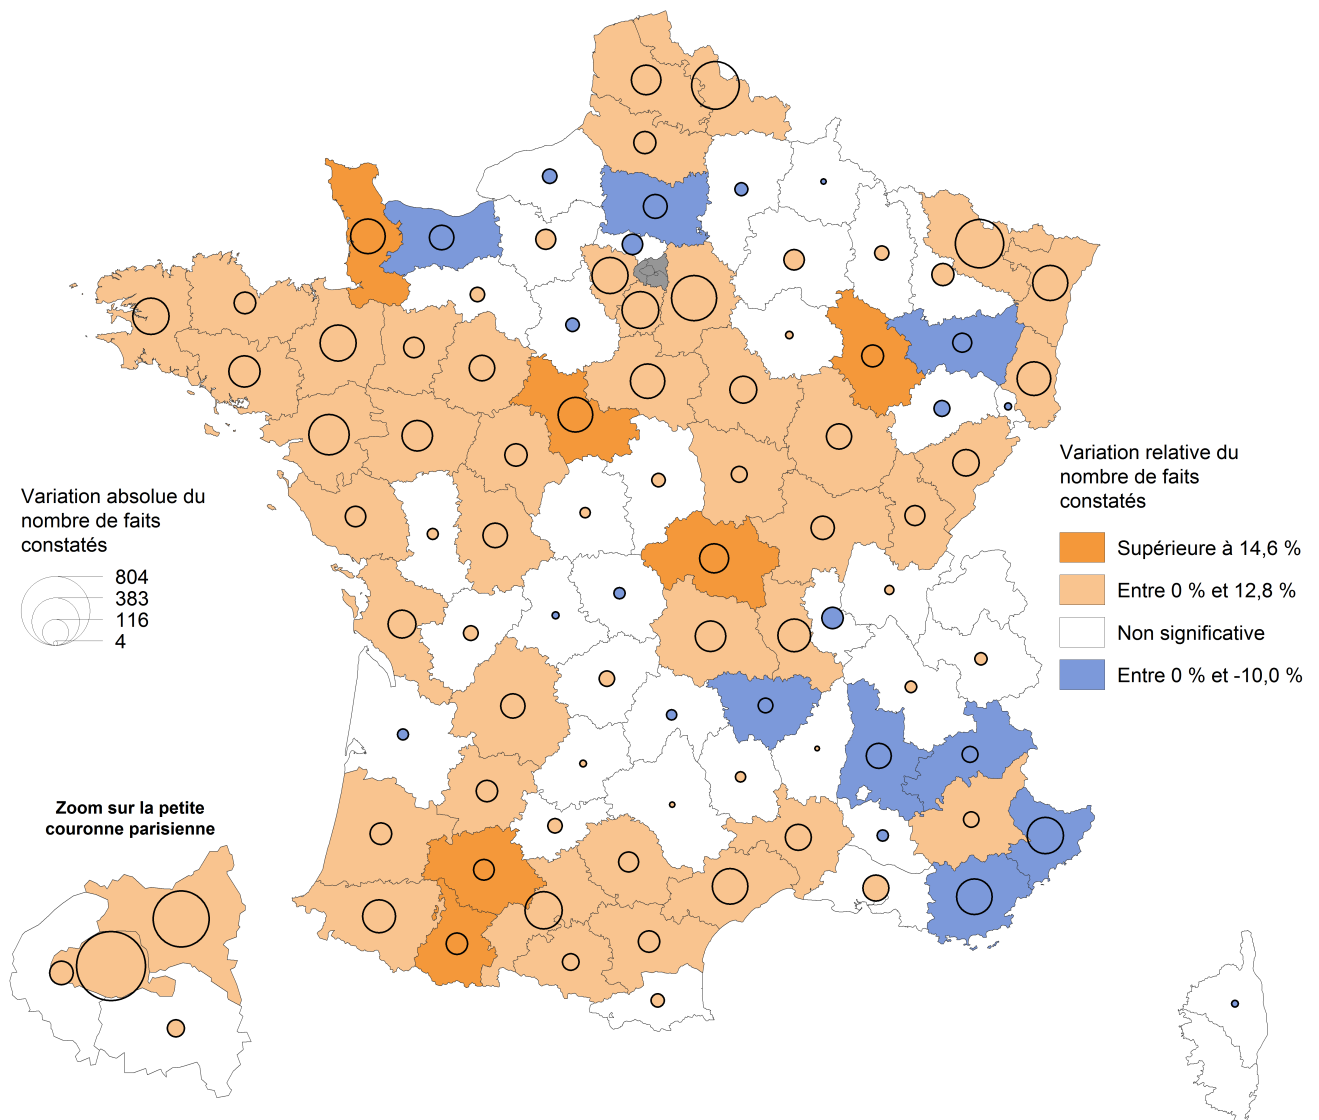 Variation absolue du
nombre de faits
constatés
804
383
116
4
Variation relative du
nombre de faits
constatés
Supérieure à 14,6 %
Entre 0 % et 12,8 %
Non significative
Entre 0 % et -10,0 %
Zoom sur la petite
couronne parisienne